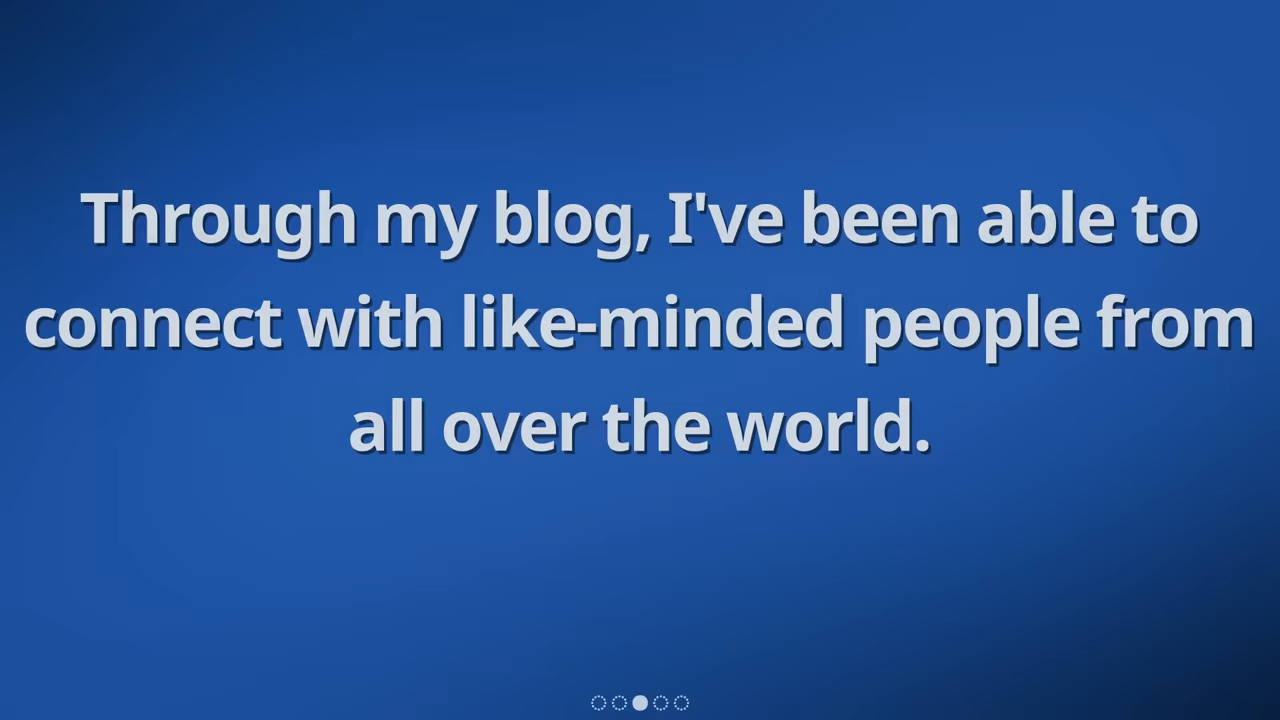 Through my blog, I've been able to
connect with like-minded people from
all over the world.